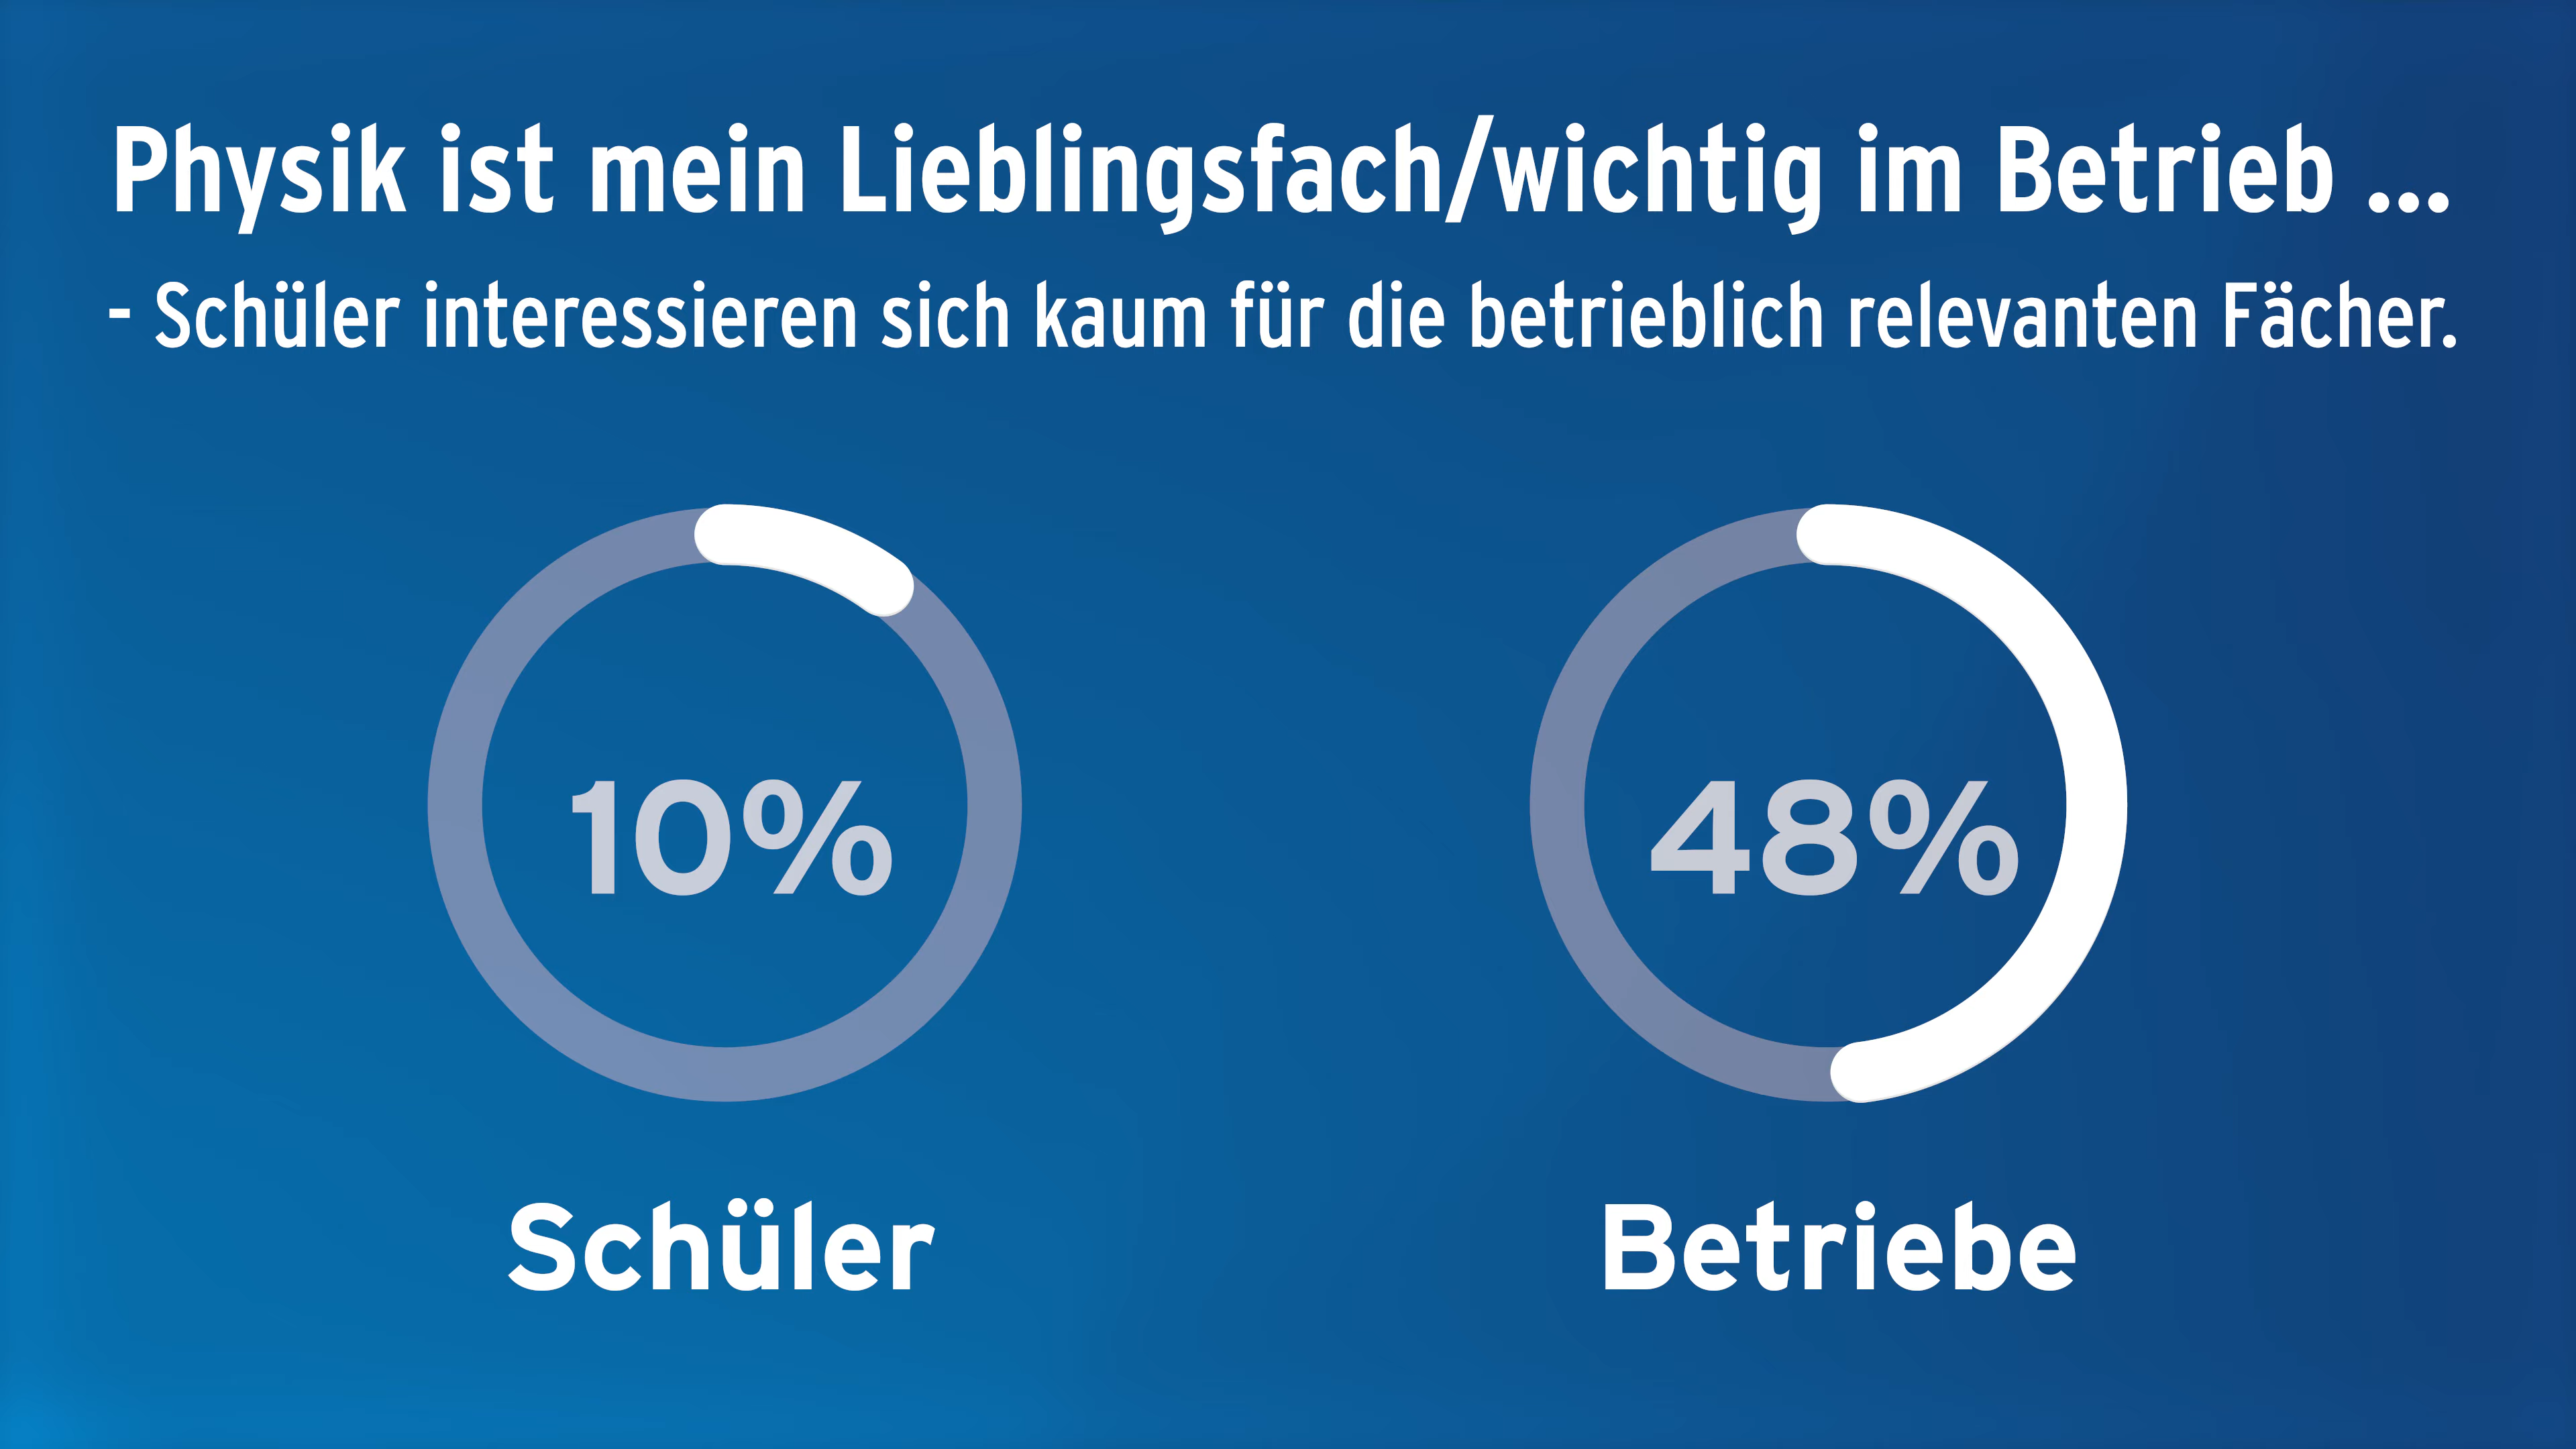 Physik ist mein Lieblingsfach/wichtig im Betrieb ...
- Schüler interessieren sich kaum für die betrieblich relevanten Fächer.
10%
48%
Schüler
Betriebe